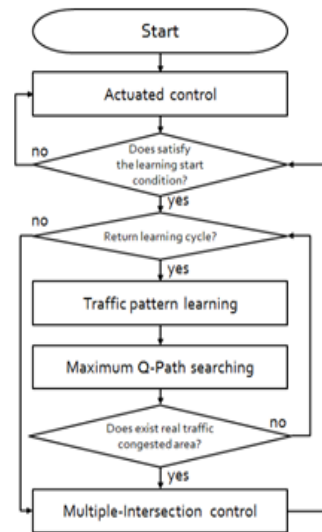 Start
Actuated control
Does satisfy
the learning start
condition?
no
yes
no
Return learning cycle?
yes
Traffic pattern learning
Maximum Q-Path searching
no
Does exist real traffic
congested area?
yes
Multiple-Intersection control